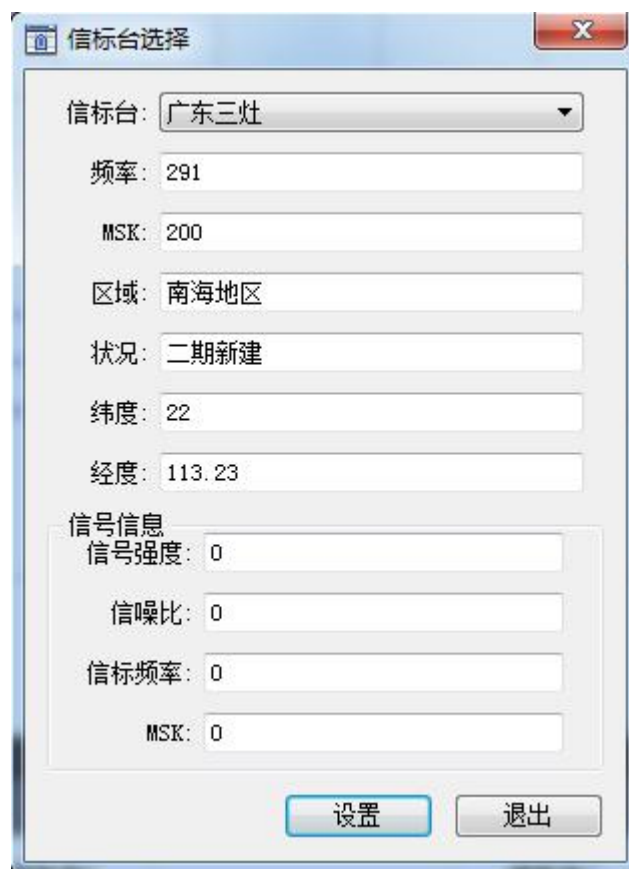 信标台选择
信标台: 广东三灶
频率: 291
MSK: 200
区域: 南海地区
状况: 二期新建
纬度: 22
经度: 113.23
信号信息
信号强度: 0
信噪比: 0
信标频率: 0
MSK: 0
设置 退出